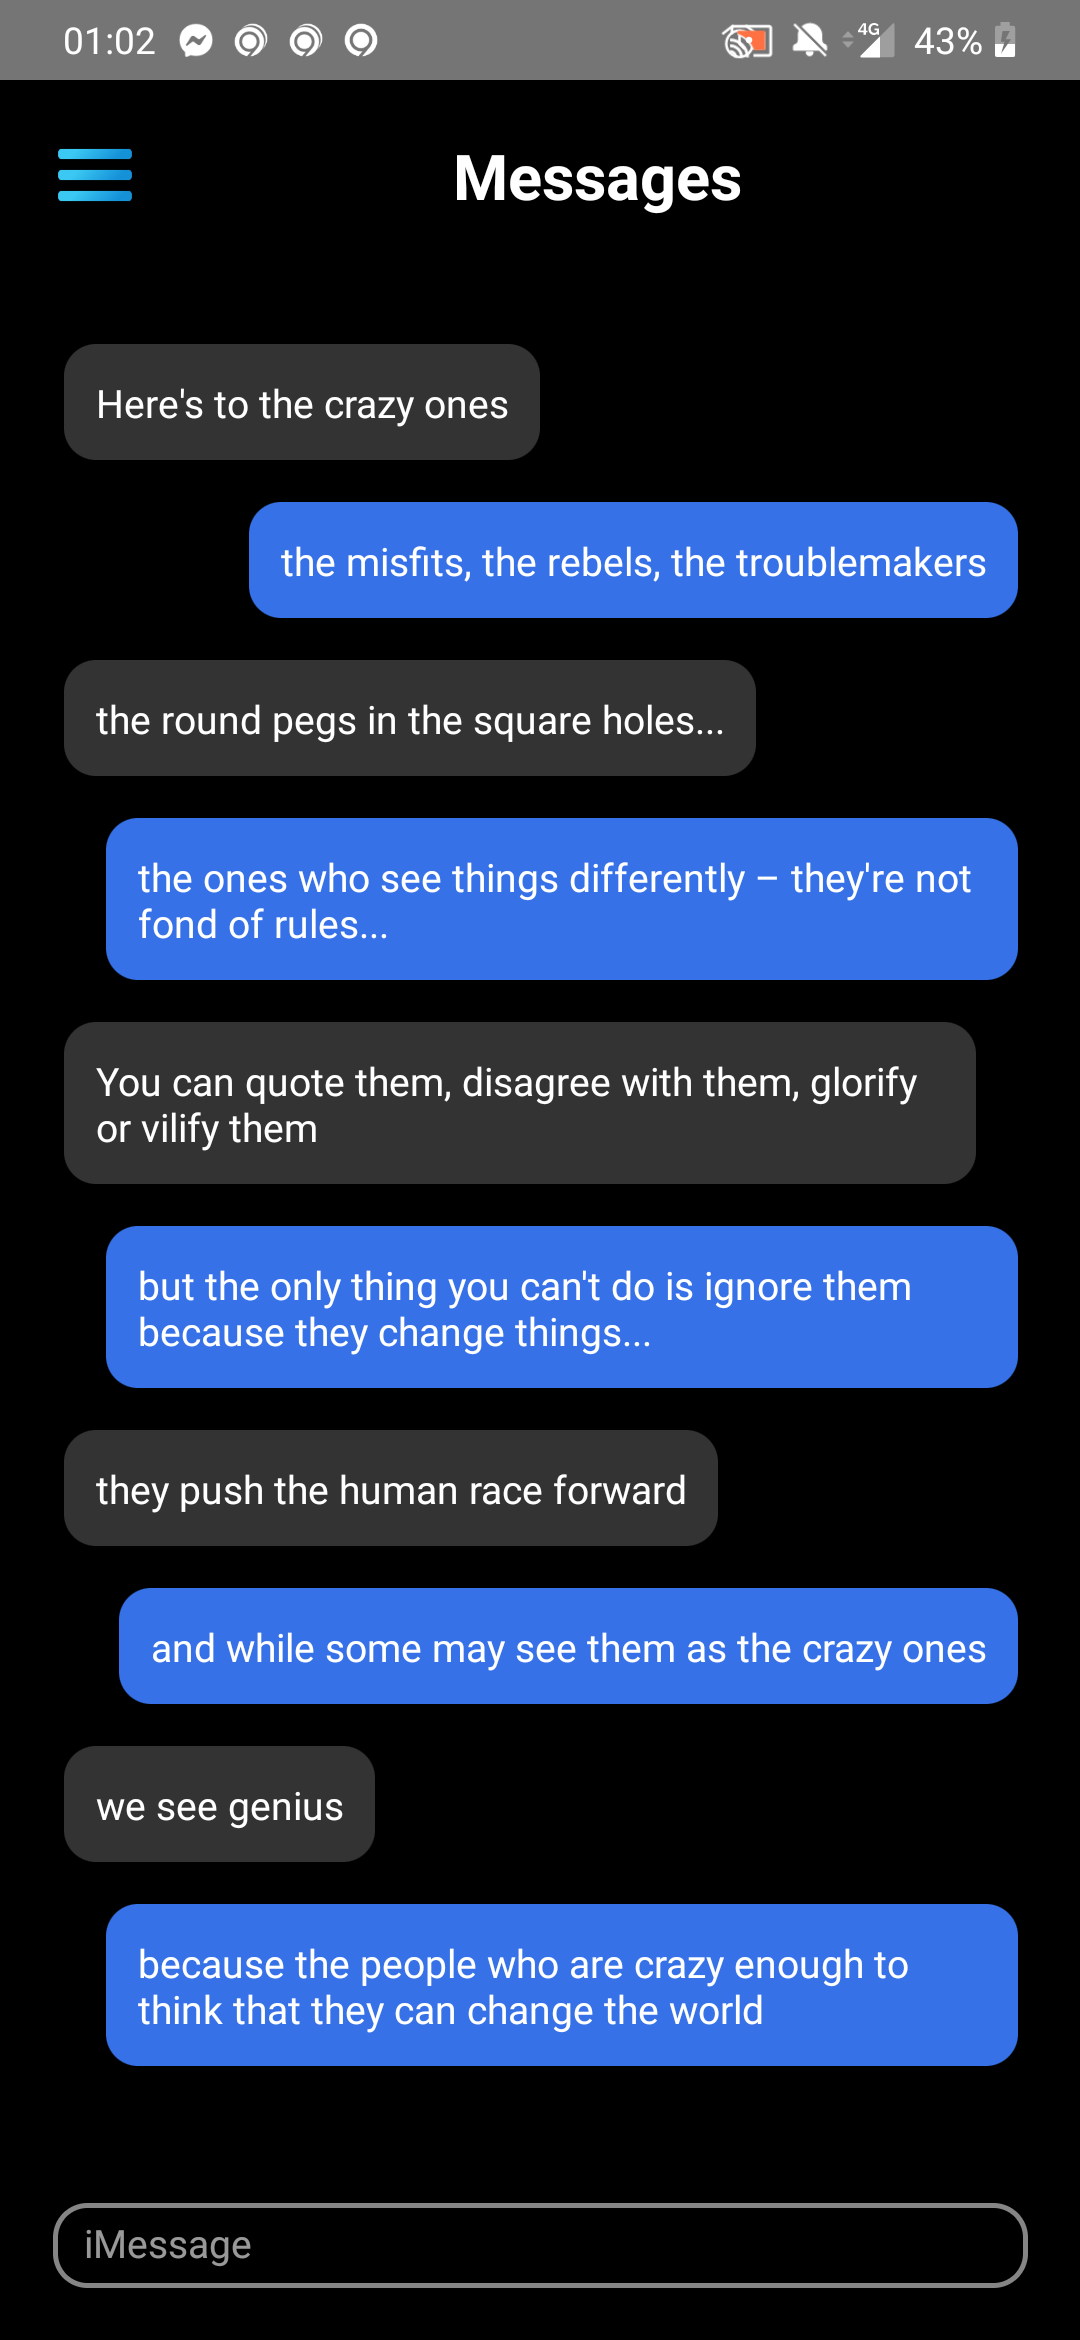 01:02
4G
43%
Messages
Here's to the crazy ones
the misfits, the rebels, the troublemakers
the round pegs in the square holes...
the ones who see things differently – they're not
fond of rules...
You can quote them, disagree with them, glorify
or vilify them
but the only thing you can't do is ignore them
because they change things...
they push the human race forward
and while some may see them as the crazy ones
we see genius
because the people who are crazy enough to
think that they can change the world
iMessage